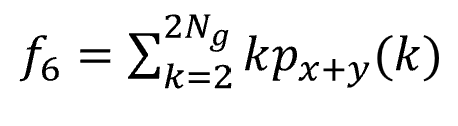 $f_6 = \sum_{k=2}^{2N_g} k p_{x+y}(k)$